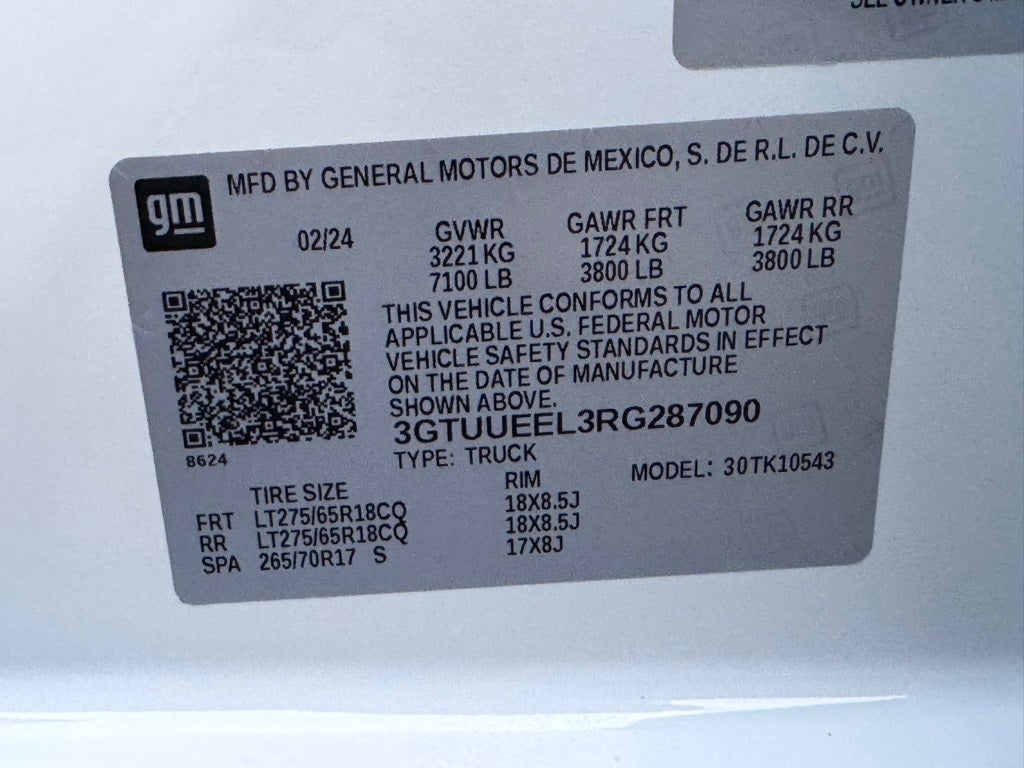 MFD BY GENERAL MOTORS DE MEXICO, S. DE R.L. DE C.V.
gm
02/24
GVWR GAWR FRT GAWR RR
3221 KG 1724 KG 1724 KG
7100 LB 3800 LB 3800 LB
THIS VEHICLE CONFORMS TO ALL
APPLICABLE U.S. FEDERAL MOTOR
VEHICLE SAFETY STANDARDS IN EFFECT
ON THE DATE OF MANUFACTURE
SHOWN ABOVE.
3GTUUEEL3RG287090
8624
TYPE: TRUCK MODEL: 30TK10543
TIRE SIZE RIM
FRT LT275/65R18CQ 18X8.5J
RR LT275/65R18CQ 18X8.5J
SPA 265/70R17 S 17X8J